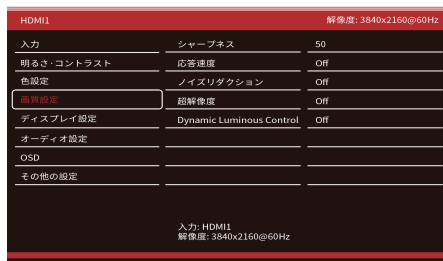 HDMI1 解像度: 3840x2160@60Hz
入力 シャープネス 50
明るさ･コントラスト 応答速度 Off
色設定 ノイズリダクション Off
画質設定 超解像度 Off
ディスプレイ設定 Dynamic Luminous Control Off
オーディオ設定
OSD
その他の設定
入力: HDMI1
解像度: 3840x2160@60Hz